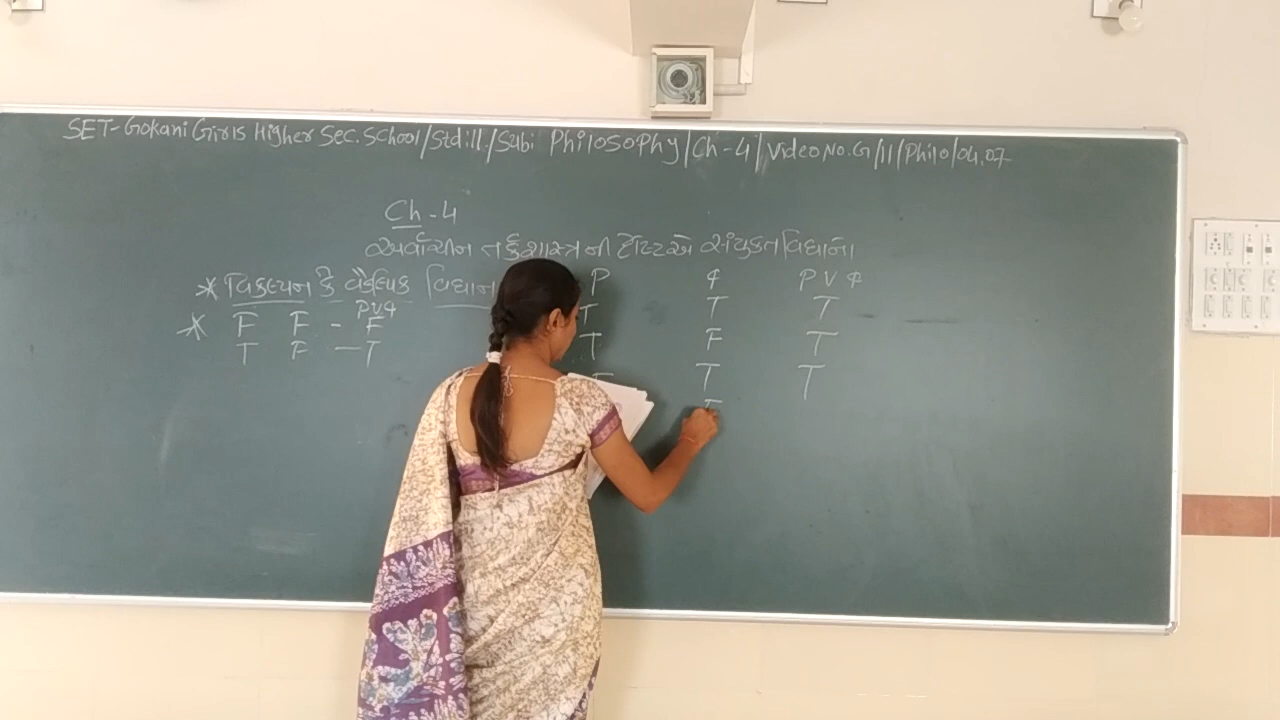 SET-Gokani Girls Higher Sec. School/Std.11./Sub: Philosophy/Ch-4/Video No. G/11/Philo/04.07
Ch-4
અર્વાચીન તર્કશાસ્ત્ર ની દૃષ્ટિએ સંયુક્ત વિધાનો
* વિકલ્પન કે વૈકલ્પિક વિધાન P q P V q
PVq
T T T
* F F - F
T F T
T F - T
F T T
F